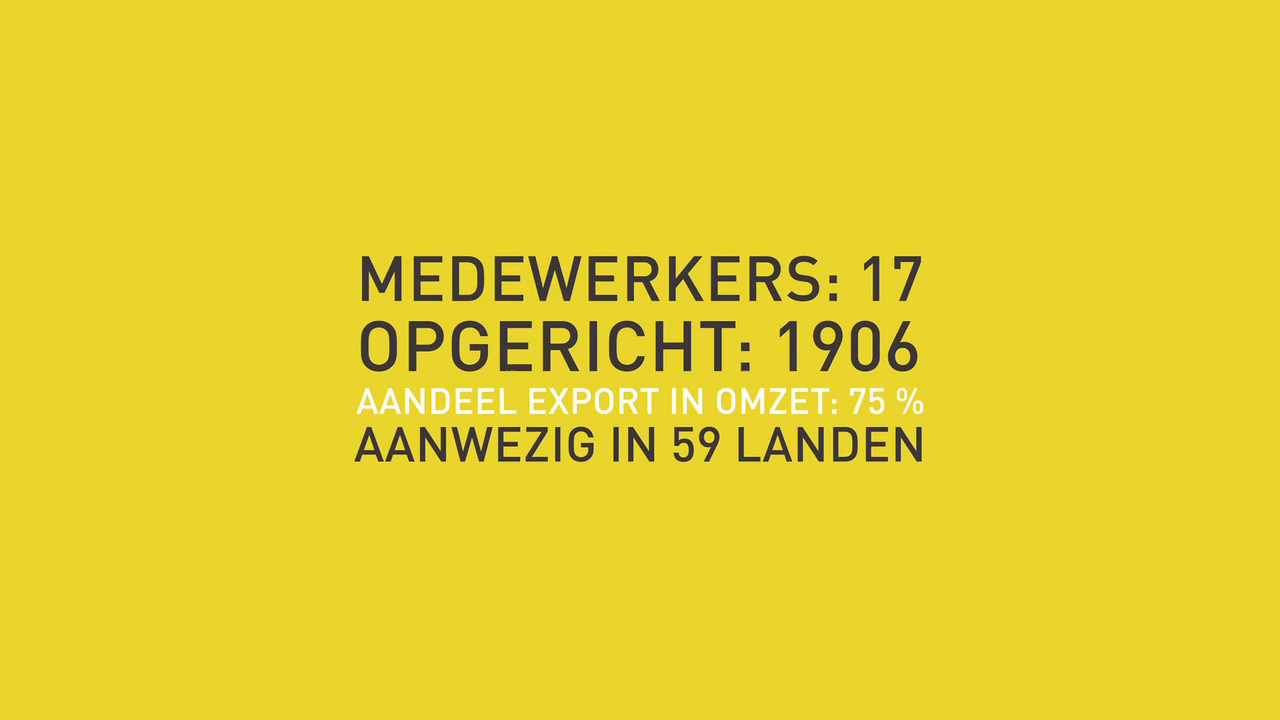 MEDEWERKERS: 17
OPGERICHT: 1906
AANDEEL EXPORT IN OMZET: 75 %
AANWEZIG IN 59 LANDEN